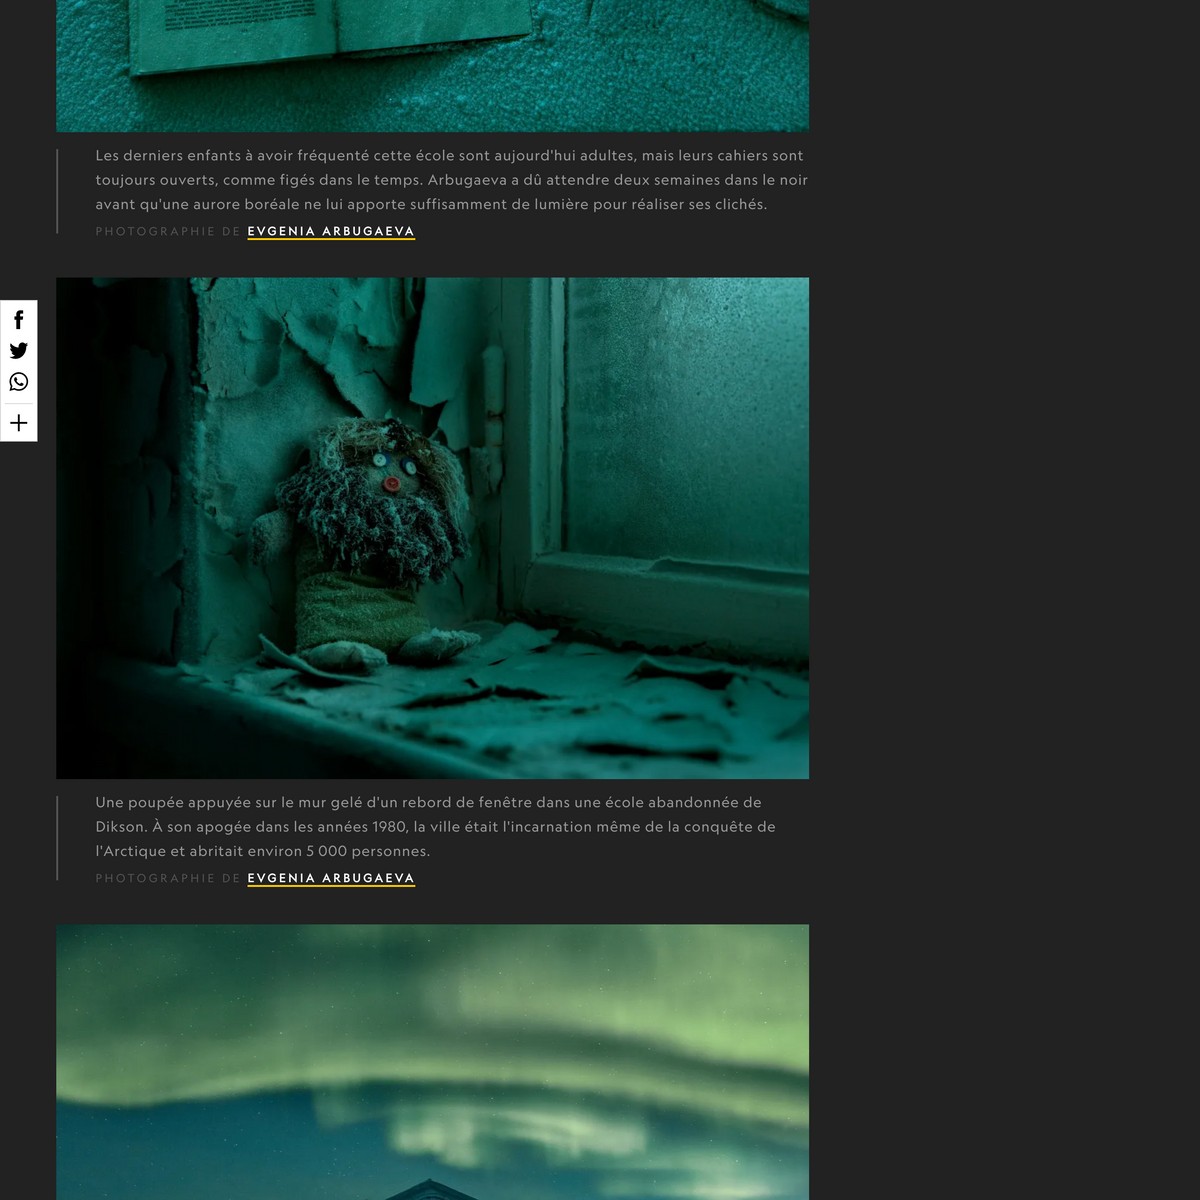 Les derniers enfants à avoir fréquenté cette école sont aujourd'hui adultes, mais leurs cahiers sont
toujours ouverts, comme figés dans le temps. Arbugaeva a dû attendre deux semaines dans le noir
avant qu'une aurore boréale ne lui apporte suffisamment de lumière pour réaliser ses clichés.
PHOTOGRAPHIE DE EVGENIA ARBUGAEVA
Une poupée appuyée sur le mur gelé d'un rebord de fenêtre dans une école abandonnée de
Dikson. À son apogée dans les années 1980, la ville était l'incarnation même de la conquête de
l'Arctique et abritait environ 5 000 personnes.
PHOTOGRAPHIE DE EVGENIA ARBUGAEVA